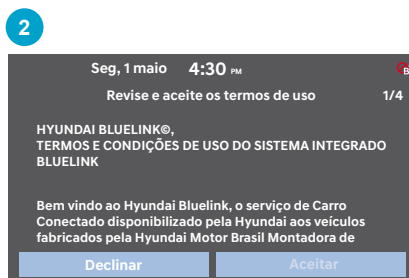 2
Seg, 1 maio 4:30 PM
B
Revise e aceite os termos de uso 1/4
HYUNDAI BLUELINK©,
TERMOS E CONDIÇÕES DE USO DO SISTEMA INTEGRADO
BLUELINK
Bem vindo ao Hyundai Bluelink, o serviço de Carro
Conectado disponibilizado pela Hyundai aos veículos
fabricados pela Hyundai Motor Brasil Montadora de
Declinar Aceitar